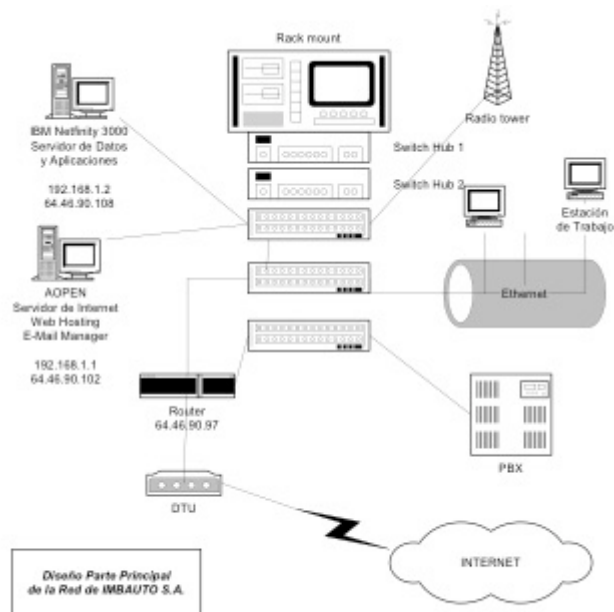 Rack mount
IBM Netfinity 3000
Servidor de Datos
y Aplicaciones
192.168.1.2
64.46.90.108
Radio tower
Switch Hub 1
Switch Hub 2
Estación
de Trabajo
AOPEN
Servidor de Internet
Web Hosting
E-Mail Manager
192.168.1.1
64.46.90.102
Ethernet
Router
64.46.90.97
PBX
DTU
INTERNET
Diseño Parte Principal
de la Red de IMBAUTO S.A.